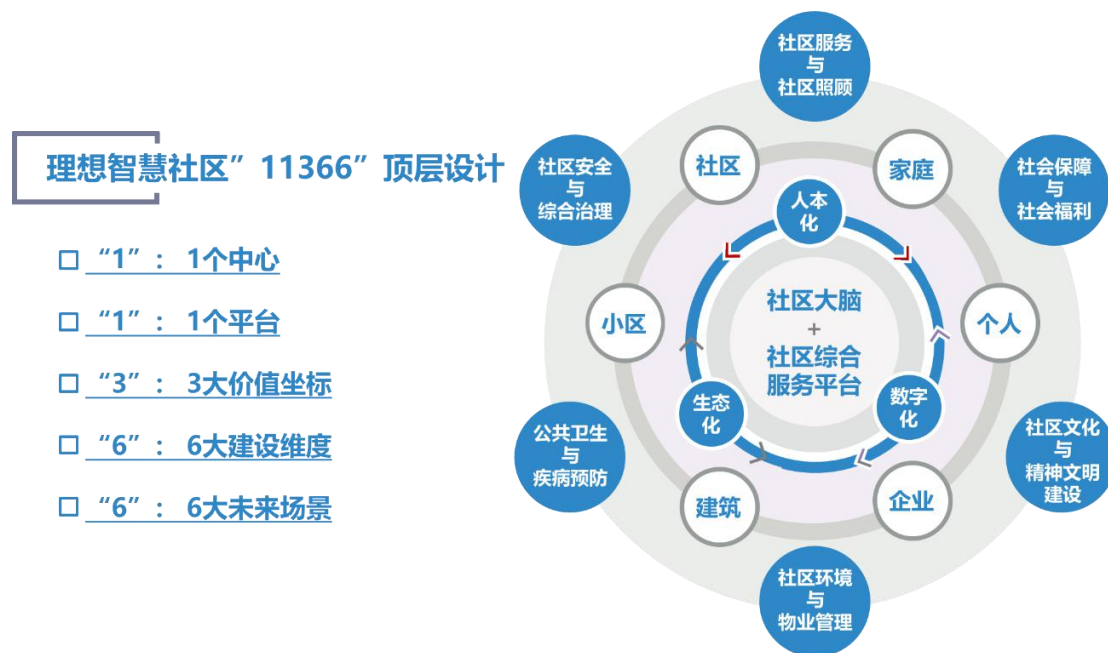 理想智慧社区”11366”顶层设计
“1”： 1个中心
“1”： 1个平台
“3”： 3大价值坐标
“6”： 6大建设维度
“6”： 6大未来场景
社区服务
与
社区照顾
社区安全
与
综合治理
社会保障
与
社会福利
社区
家庭
人本
化
小区
个人
社区大脑
+
社区综合
服务平台
生态
化
数字
化
公共卫生
与
疾病预防
社区文化
与
精神文明
建设
建筑
企业
社区环境
与
物业管理